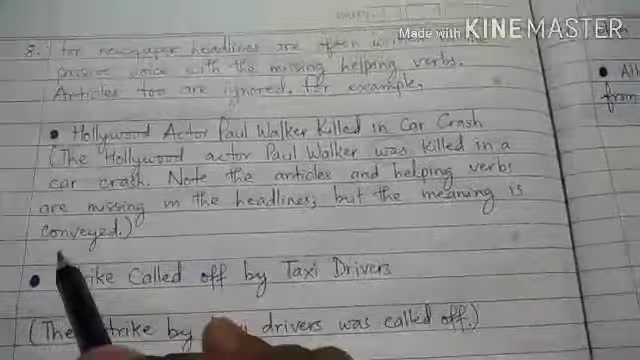 Made with KINEMASTER
8. For newspaper headlines are often
passive voice with the missing helping verbs.
Articles too are ignored. For example,
• Hollywood Actor Paul Walker Killed in Car Crash
(The Hollywood actor Paul Walker was killed in a
car crash. Note the articles and helping verbs
are missing in the headlines, but the meaning is
conveyed.)
• All
from
• Called off by Taxi Drivers
(The by drivers was called off.)